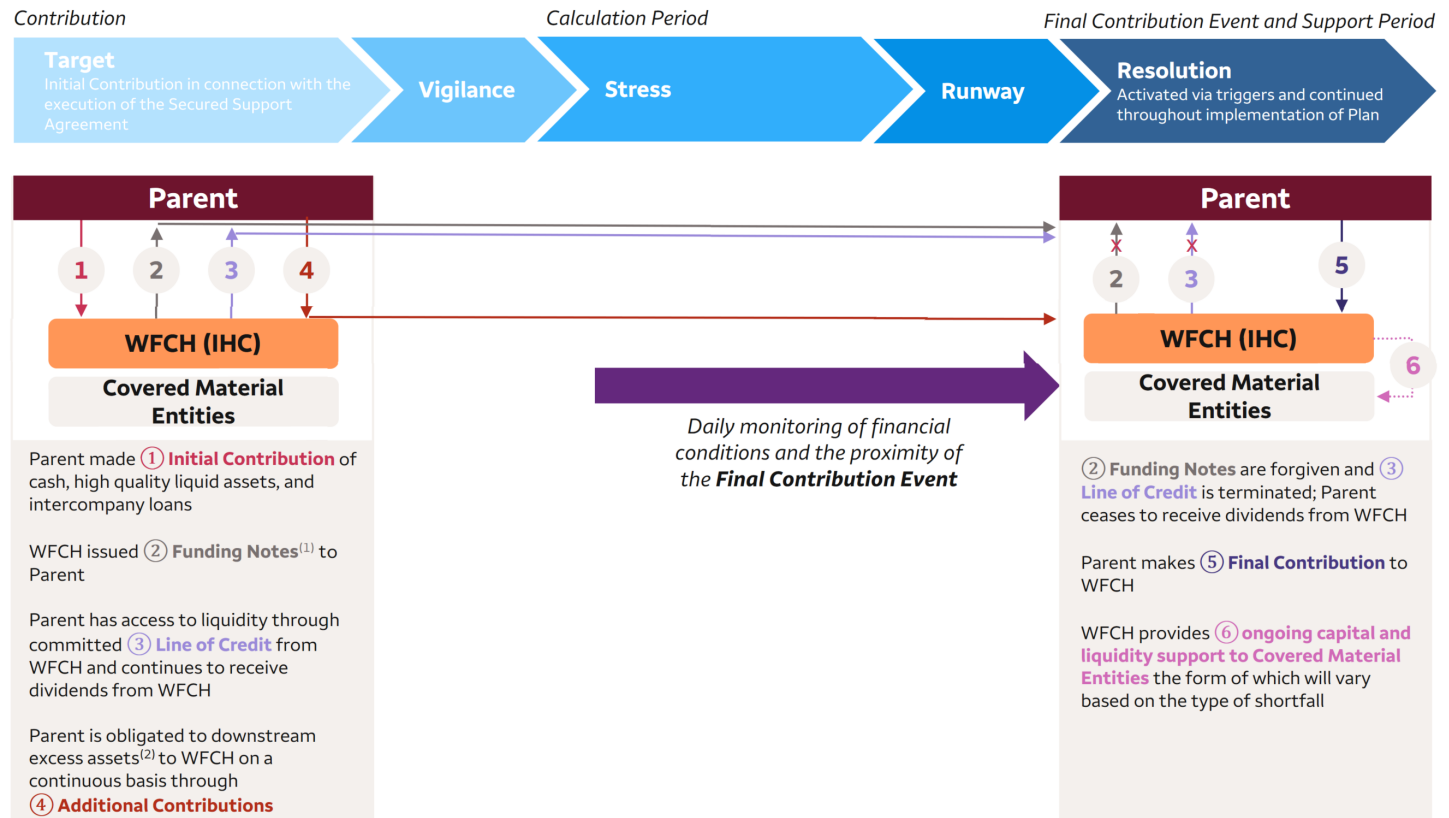 Contribution
Calculation Period
Final Contribution Event and Support Period
Target
Initial Contribution in connection with the
execution of the Secured Support
Agreement
Vigilance
Stress
Runway
Resolution
Activated via triggers and continued
throughout implementation of Plan
Parent
1
2
3
4
WFCH (IHC)
Covered Material
Entities
Parent made ① Initial Contribution of
cash, high quality liquid assets, and
intercompany loans
WFCH issued ② Funding Notes(1) to
Parent
Parent has access to liquidity through
committed ③ Line of Credit from
WFCH and continues to receive
dividends from WFCH
Parent is obligated to downstream
excess assets(2) to WFCH on a
continuous basis through
④ Additional Contributions
Daily monitoring of financial
conditions and the proximity of
the Final Contribution Event
Parent
x
x
2
3
5
WFCH (IHC)
6
Covered Material
Entities
② Funding Notes are forgiven and ③
Line of Credit is terminated; Parent
ceases to receive dividends from WFCH
Parent makes ⑤ Final Contribution to
WFCH
WFCH provides ⑥ ongoing capital and
liquidity support to Covered Material
Entities the form of which will vary
based on the type of shortfall